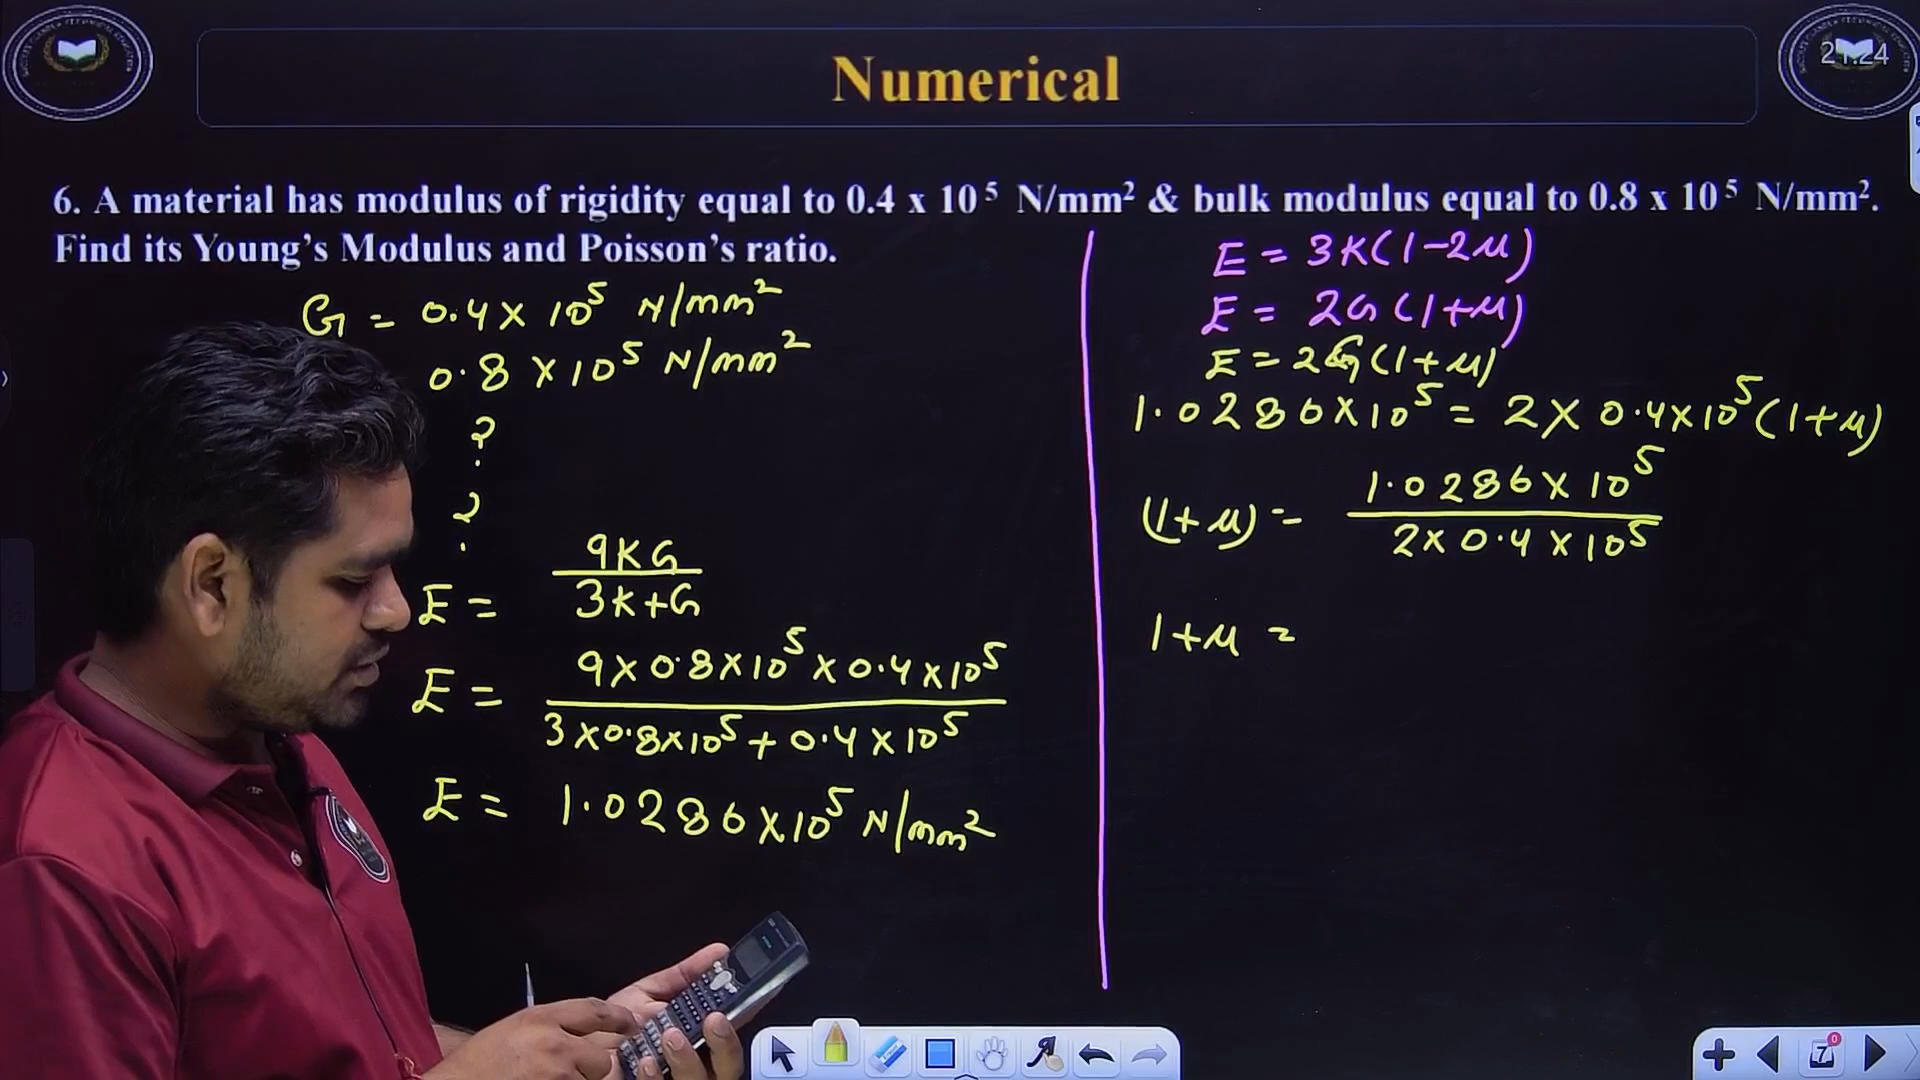 Numerical
21:24
6. A material has modulus of rigidity equal to 0.4 x 10⁵ N/mm² & bulk modulus equal to 0.8 x 10⁵ N/mm².
Find its Young's Modulus and Poisson's ratio.
G = 0.4 × 10⁵ N/mm²
0.8 × 10⁵ N/mm²
?
?
E = 9KG / 3K+G
E = 9 × 0.8 × 10⁵ × 0.4 × 10⁵ / 3 × 0.8 × 10⁵ + 0.4 × 10⁵
E = 1.0286 × 10⁵ N/mm²
E = 3K(1-2μ)
E = 2G(1+μ)
E = 2G(1+μ)
1.0286 × 10⁵ = 2 × 0.4 × 10⁵ (1+μ)
(1+μ) = 1.0286 × 10⁵ / 2 × 0.4 × 10⁵
1+μ =
7
0